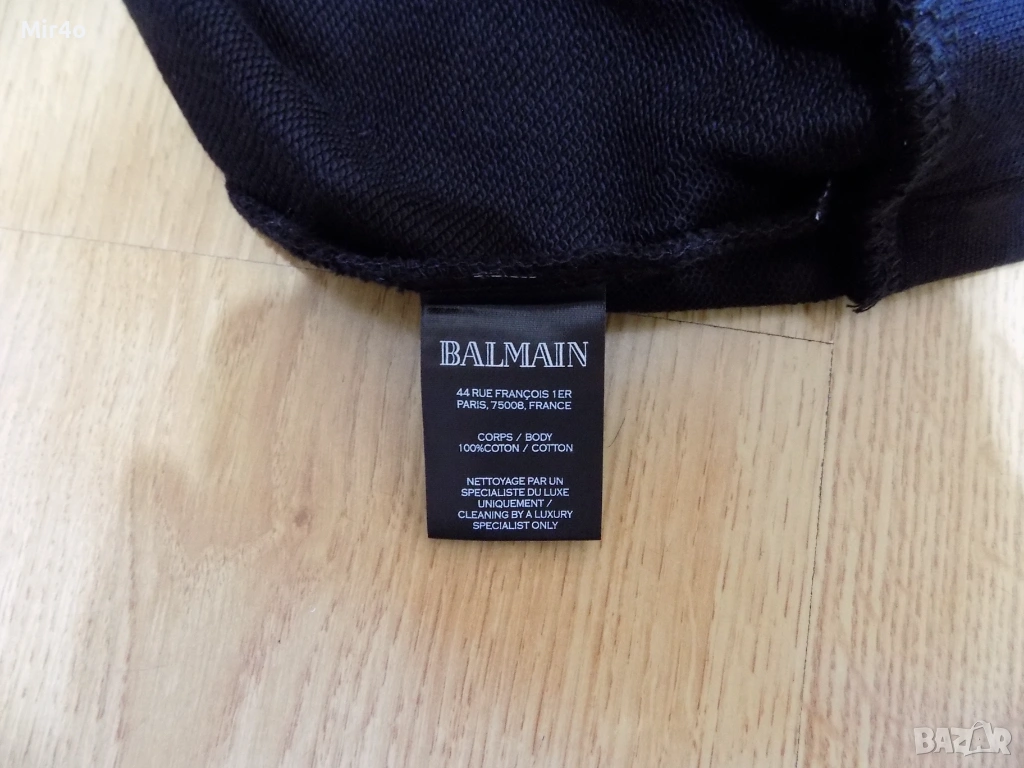 Mir4o
BALMAIN
44 RUE FRANÇOIS 1ER
PARIS, 75008, FRANCE
CORPS / BODY
100%COTON / COTTON
NETTOYAGE PAR UN
SPECIALISTE DU LUXE
UNIQUEMENT /
CLEANING BY A LUXURY
SPECIALIST ONLY
BAZAR